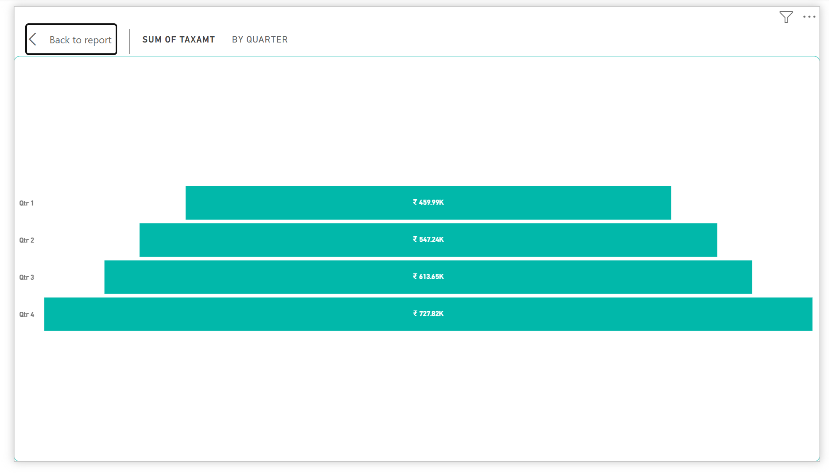 Back to report
SUM OF TAXAMT BY QUARTER
Qtr 1 ₹ 459.99K
Qtr 2 ₹ 547.24K
Qtr 3 ₹ 613.65K
Qtr 4 ₹ 727.82K